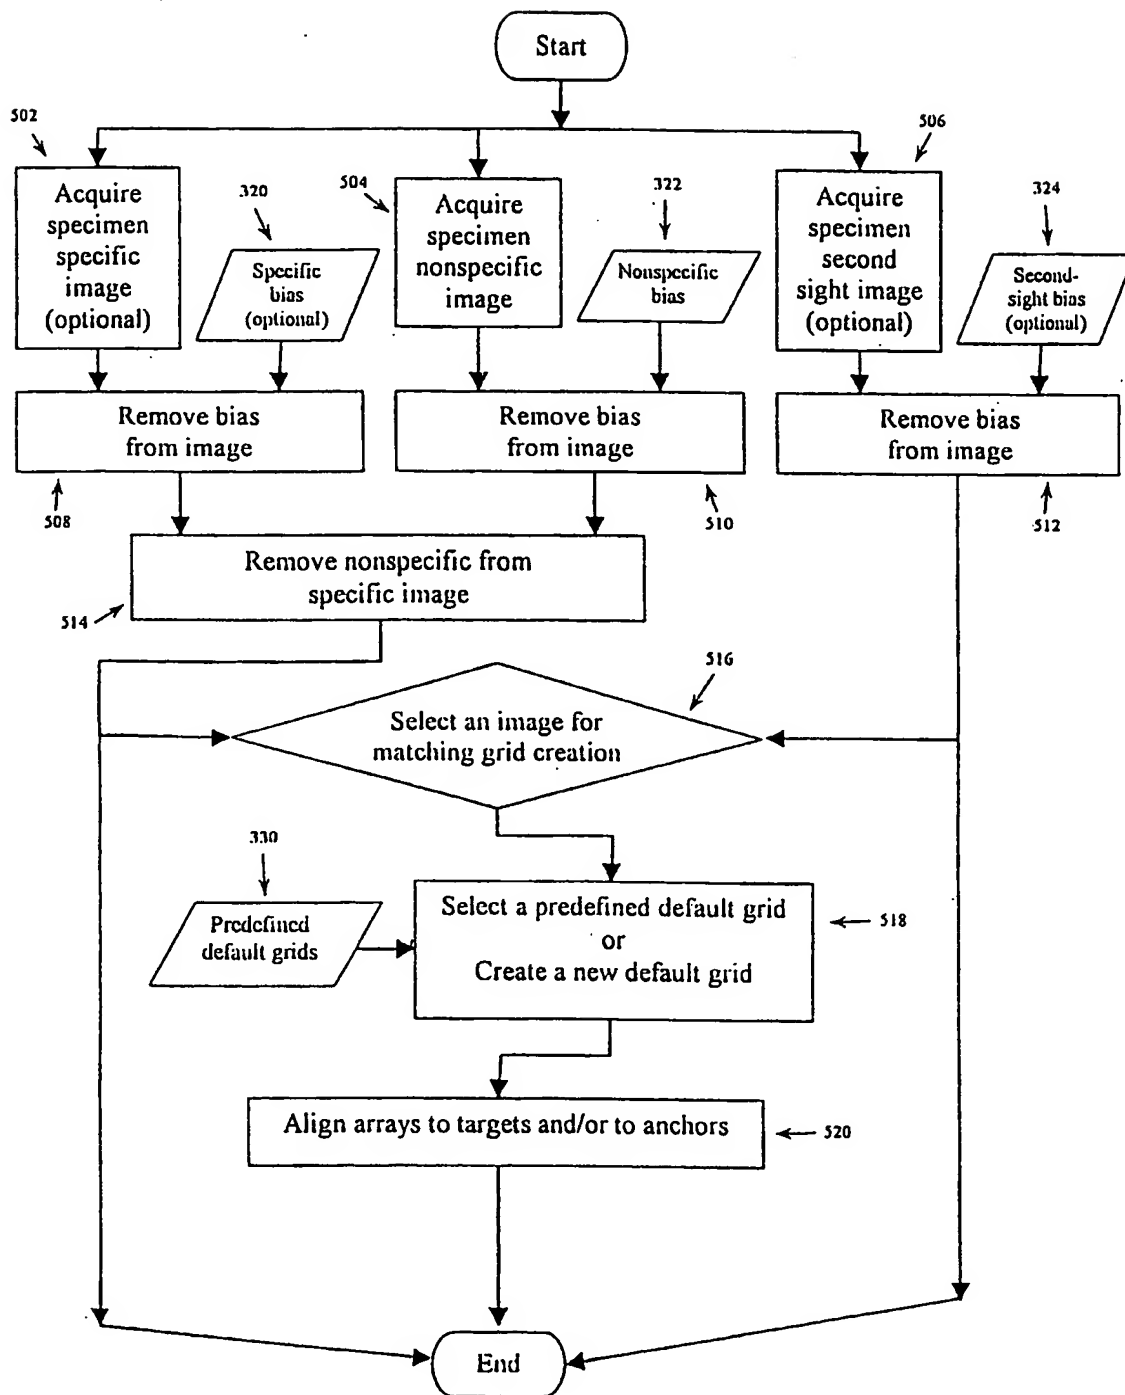 Start
502
506
Acquire
specimen
specific
image
(optional)
320
Specific
bias
(optional)
504
Acquire
specimen
nonspecific
image
322
Nonspecific
bias
Acquire
specimen
second
sight image
(optional)
324
Second-
sight bias
(optional)
Remove bias
from image
Remove bias
from image
Remove bias
from image
508
510
512
Remove nonspecific from
specific image
514
516
Select an image for
matching grid creation
330
Predefined
default grids
Select a predefined default grid
or
Create a new default grid
518
Align arrays to targets and/or to anchors
520
End